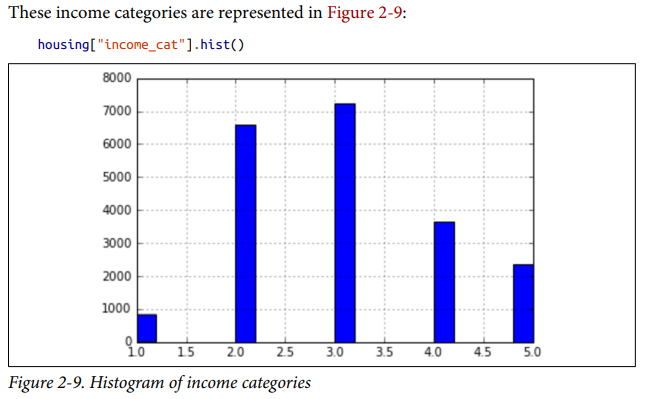 These income categories are represented in Figure 2-9:
housing["income_cat"].hist()
8000
7000
6000
5000
4000
3000
2000
1000
0
1.0 1.5 2.0 2.5 3.0 3.5 4.0 4.5 5.0
Figure 2-9. Histogram of income categories